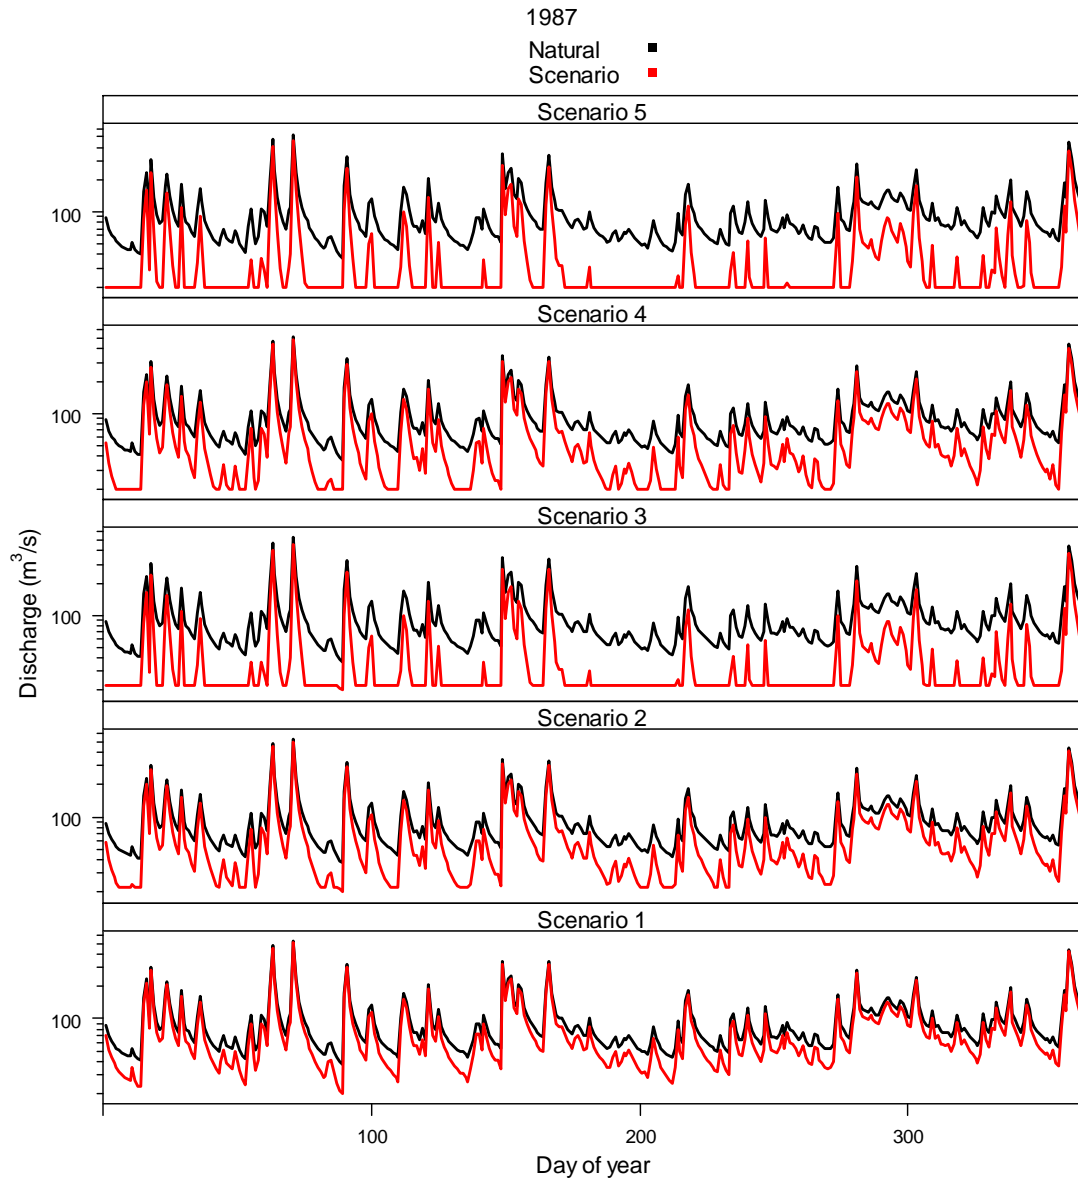 1987
Natural
Scenario
Scenario 5
100
Scenario 4
100
Scenario 3
100
Scenario 2
100
Scenario 1
100
Discharge (m³/s)
100 200 300
Day of year